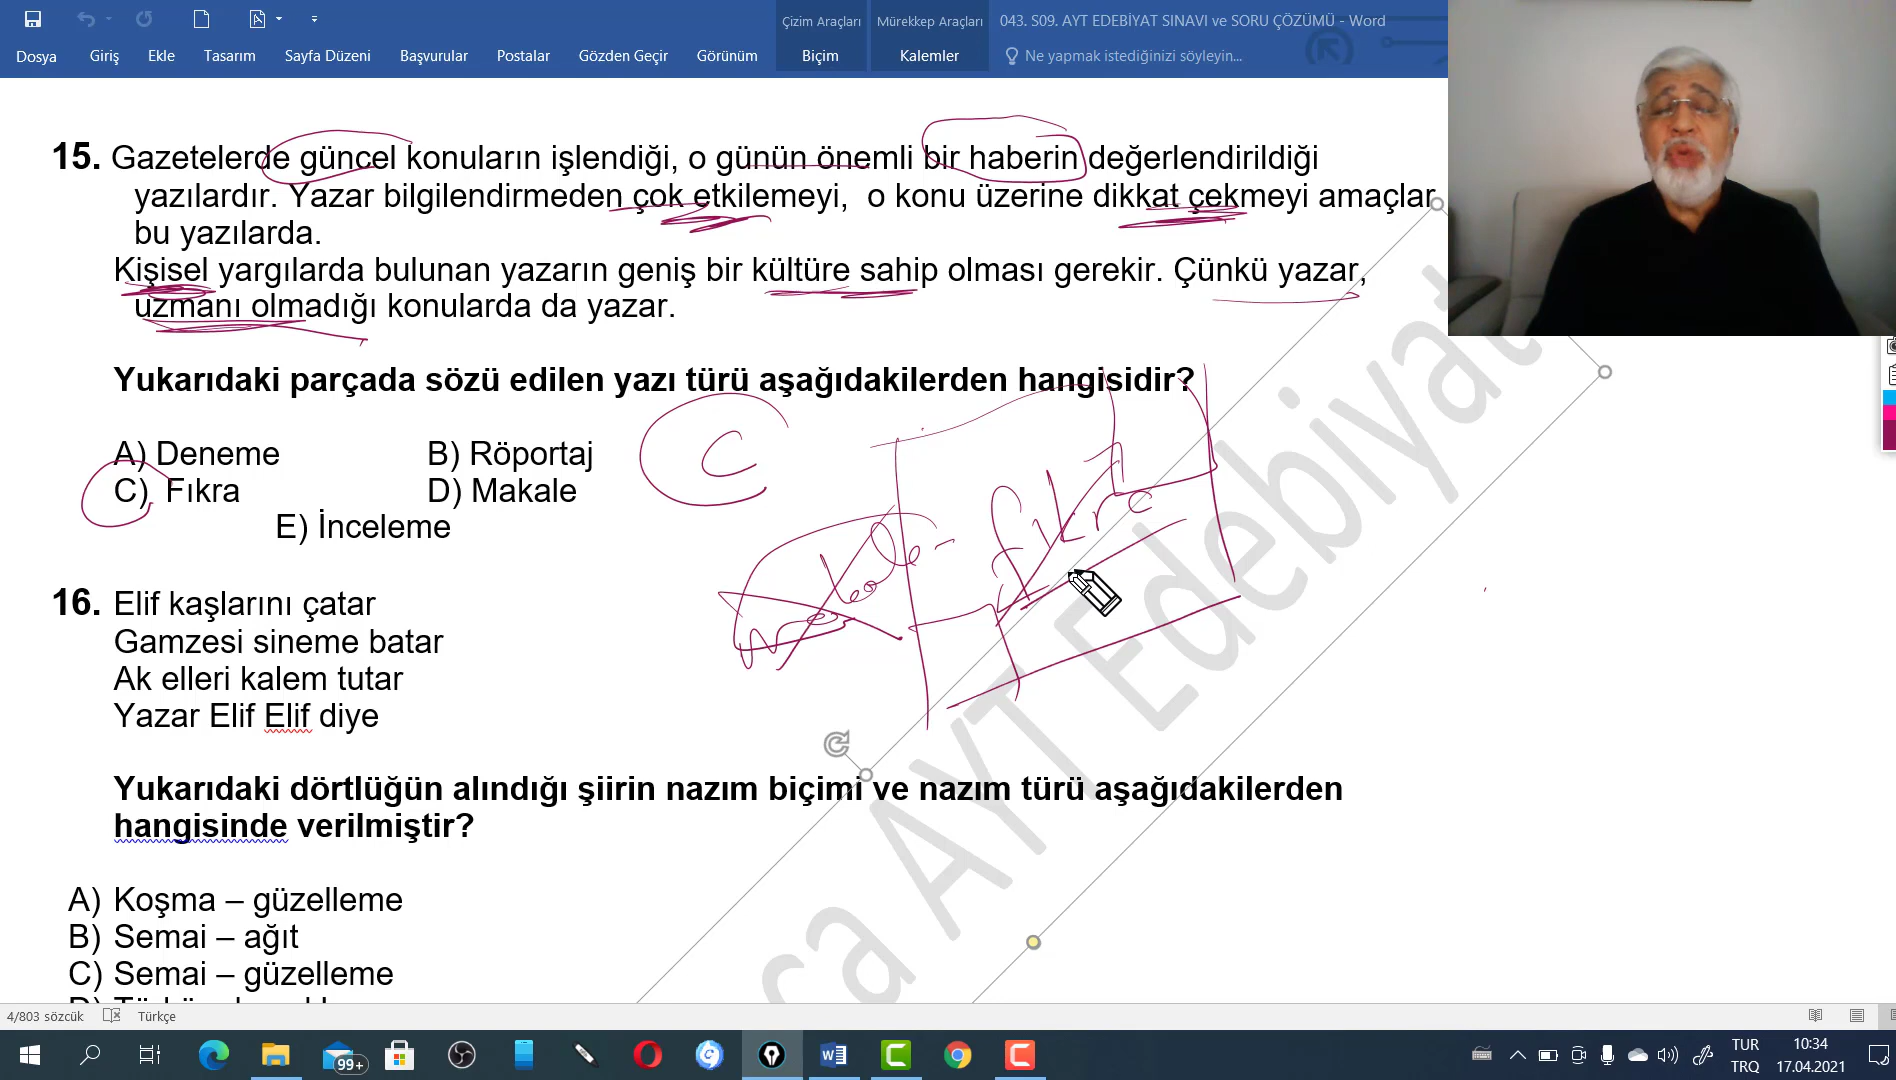 Çizim Araçları Mürekkep Araçları 043. S09. AYT EDEBİYAT SINAVI ve SORU ÇÖZÜMÜ - Word
Dosya Giriş Ekle Tasarım Sayfa Düzeni Başvurular Postalar Gözden Geçir Görünüm Biçim Kalemler Ne yapmak istediğinizi söyleyin...
15. Gazetelerde güncel konuların işlendiği, o günün önemli bir haberin değerlendirildiği
yazılardır. Yazar bilgilendirmeden çok etkilemeyi, o konu üzerine dikkat çekmeyi amaçlar
bu yazılarda.
Kişisel yargılarda bulunan yazarın geniş bir kültüre sahip olması gerekir. Çünkü yazar,
uzmanı olmadığı konularda da yazar.
Yukarıdaki parçada sözü edilen yazı türü aşağıdakilerden hangisidir?
A) Deneme B) Röportaj
C
C) Fıkra D) Makale
E) İnceleme
makale - fıkra
16. Elif kaşlarını çatar
Gamzesi sineme batar
Ak elleri kalem tutar
Yazar Elif Elif diye
Yukarıdaki dörtlüğün alındığı şiirin nazım biçimi ve nazım türü aşağıdakilerden
hangisinde verilmiştir?
A) Koşma – güzelleme
B) Semai – ağıt
C) Semai – güzelleme
ca AYT Edebiyat
4/803 sözcük Türkçe
99+
TUR 10:34
TRQ 17.04.2021